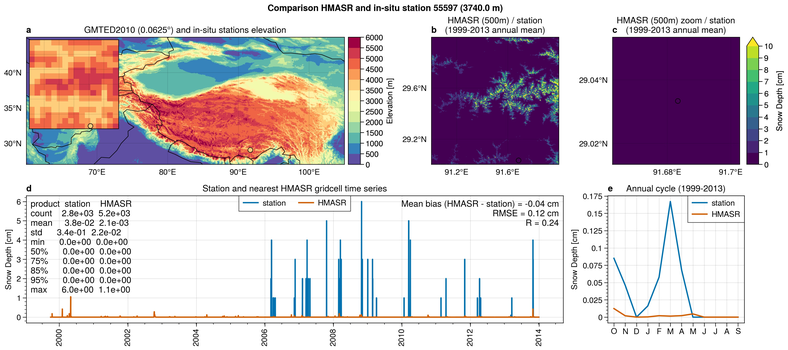 Comparison HMASR and in-situ station 55597 (3740.0 m)
a GMTED2010 (0.0625°) and in-situ stations elevation
40°N
35°N
30°N
70°E 80°E 90°E 100°E
6000
5500
5000
4500
4000
3500
3000
2500
2000
1500
1000
500
0
Elevation [m]
HMASR (500m) / station
b (1999-2013 annual mean)
29.6°N
29.2°N
91.2°E 91.6°E
HMASR (500m) zoom / station
c (1999-2013 annual mean)
29.04°N
29.02°N
91.68°E 91.7°E
10
9
8
7
6
5
4
3
2
1
0
Snow Depth [cm]
d Station and nearest HMASR gridcell time series
station HMASR
product station HMASR
count 2.8e+03 5.2e+03
mean 3.8e-02 2.1e-03
std 3.4e-01 2.2e-02
min 0.0e+00 0.0e+00
50% 0.0e+00 0.0e+00
75% 0.0e+00 0.0e+00
85% 0.0e+00 0.0e+00
95% 0.0e+00 0.0e+00
max 6.0e+00 1.1e+00
Mean bias (HMASR - station) = -0.04 cm
RMSE = 0.12 cm
R = 0.24
Snow Depth [cm]
6
5
4
3
2
1
0
2000 2002 2004 2006 2008 2010 2012 2014
e Annual cycle (1999-2013)
station
HMASR
Snow Depth [cm]
0.175
0.15
0.125
0.1
0.075
0.05
0.025
0
O N D J F M A M J J A S